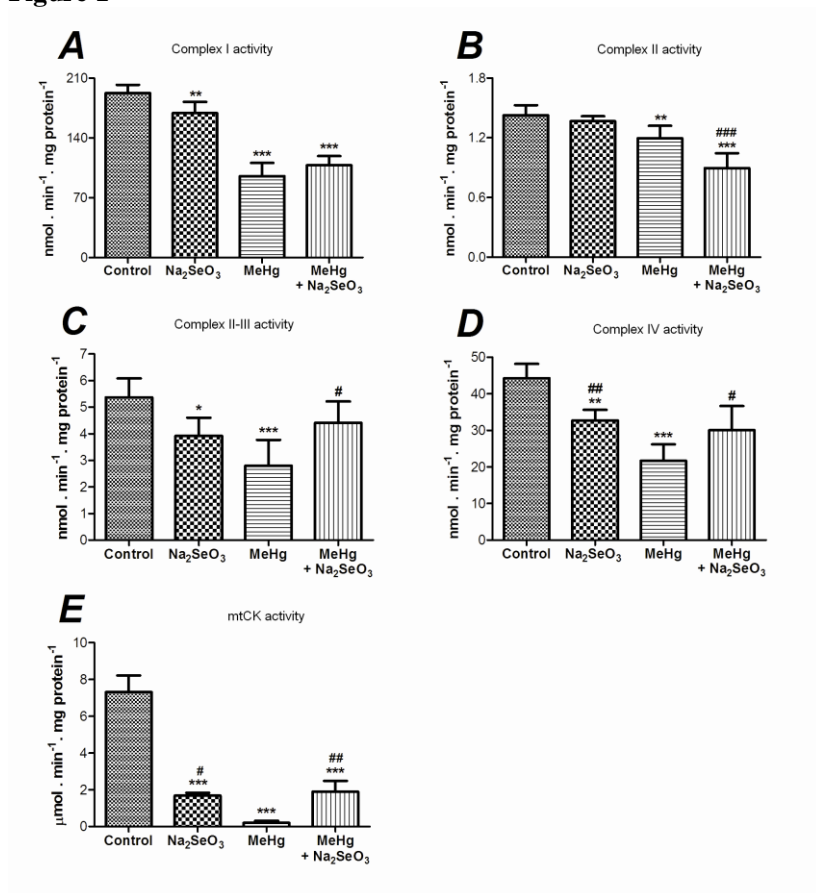 Figure 1
A
Complex I activity
nmol . min⁻¹. mg protein⁻¹
210
140
70
0
**
***
***
Control Na₂SeO₃ MeHg MeHg
+ Na₂SeO₃
B
Complex II activity
nmol . min⁻¹. mg protein⁻¹
1.8
1.2
0.6
0.0
**
###
***
Control Na₂SeO₃ MeHg MeHg
+ Na₂SeO₃
C
Complex II-III activity
nmol . min⁻¹. mg protein⁻¹
7
6
5
4
3
2
1
0
*
***
#
Control Na₂SeO₃ MeHg MeHg
+ Na₂SeO₃
D
Complex IV activity
nmol . min⁻¹. mg protein⁻¹
50
40
30
20
10
0
##
**
***
#
Control Na₂SeO₃ MeHg MeHg
+ Na₂SeO₃
E
mtCK activity
μmol . min⁻¹. mg protein⁻¹
10
8
6
4
2
0
#
***
***
##
***
Control Na₂SeO₃ MeHg MeHg
+ Na₂SeO₃